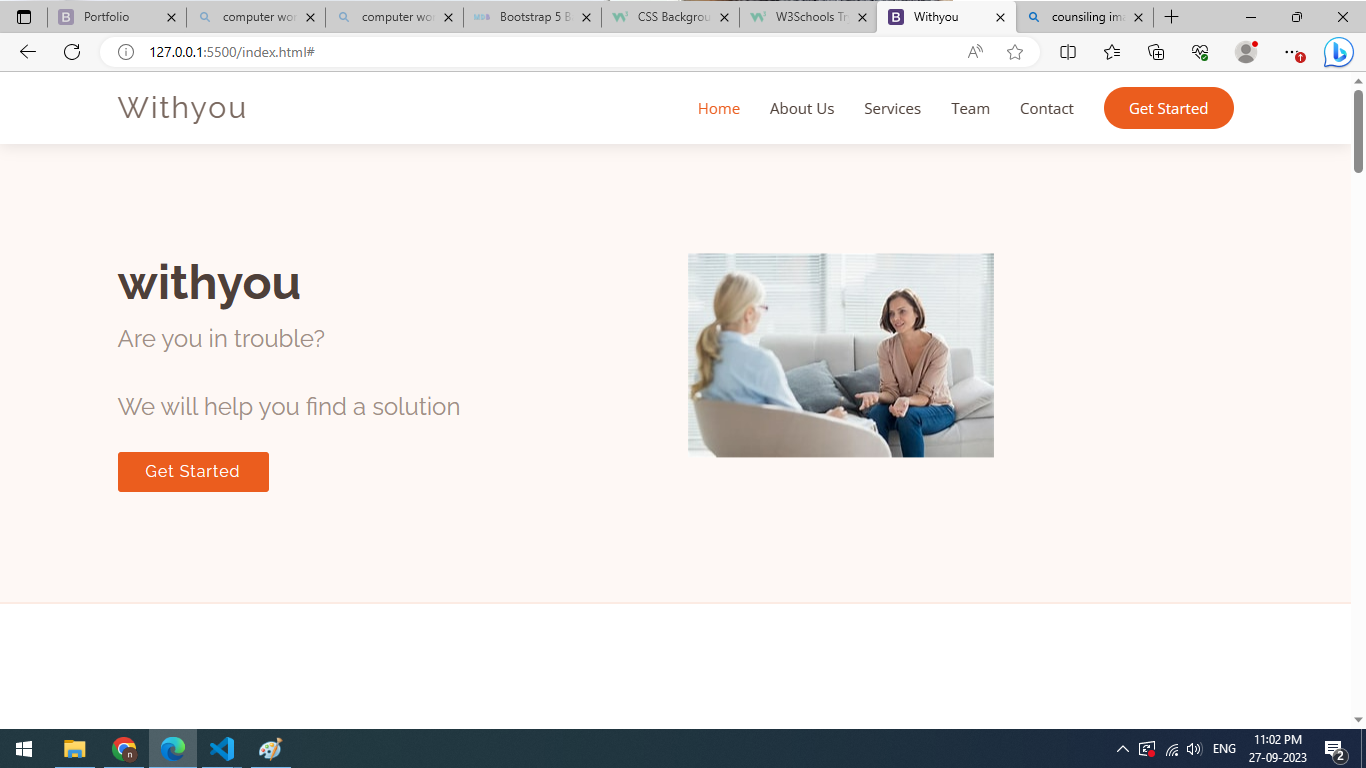 Portfolio
computer wor
computer wor
Bootstrap 5 B
CSS Backgrou
W3Schools Tr
Withyou
counsiling ima
127.0.0.1:5500/index.html#
Withyou
Home
About Us
Services
Team
Contact
Get Started
withyou
Are you in trouble?
We will help you find a solution
Get Started
ENG
11:02 PM
27-09-2023
2